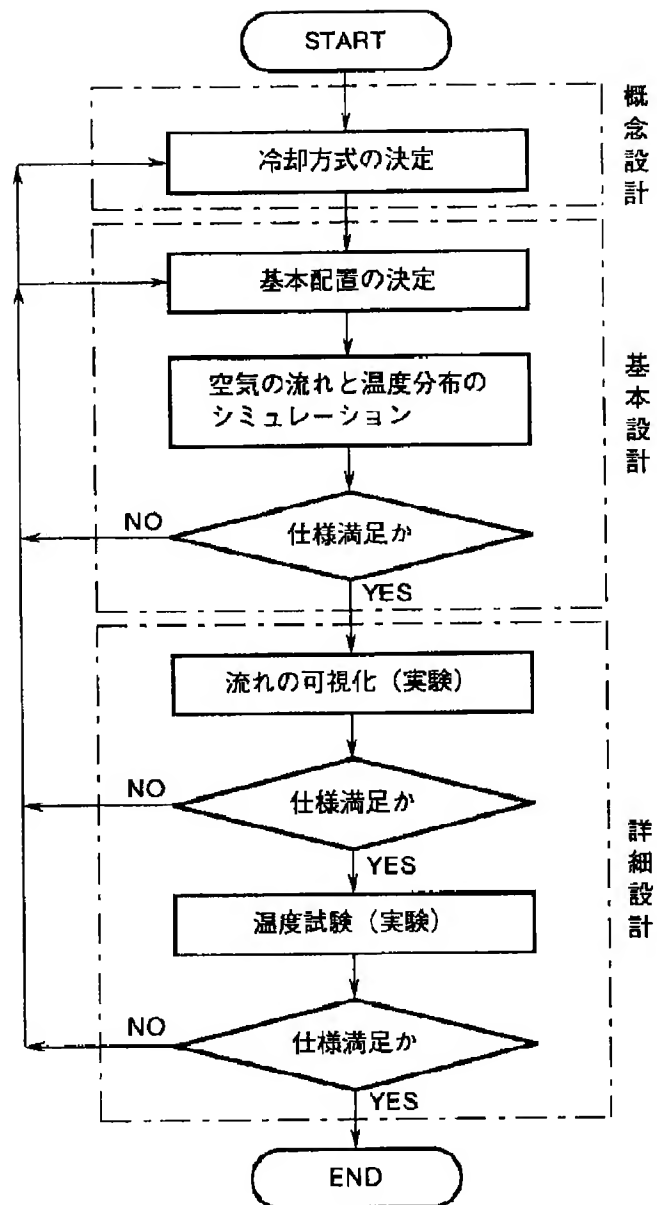 START
概念設計
冷却方式の決定
基本配置の決定
空気の流れと温度分布の
シミュレーション
基本設計
NO
仕様満足か
YES
流れの可視化（実験）
NO
仕様満足か
YES
詳細設計
温度試験（実験）
NO
仕様満足か
YES
END